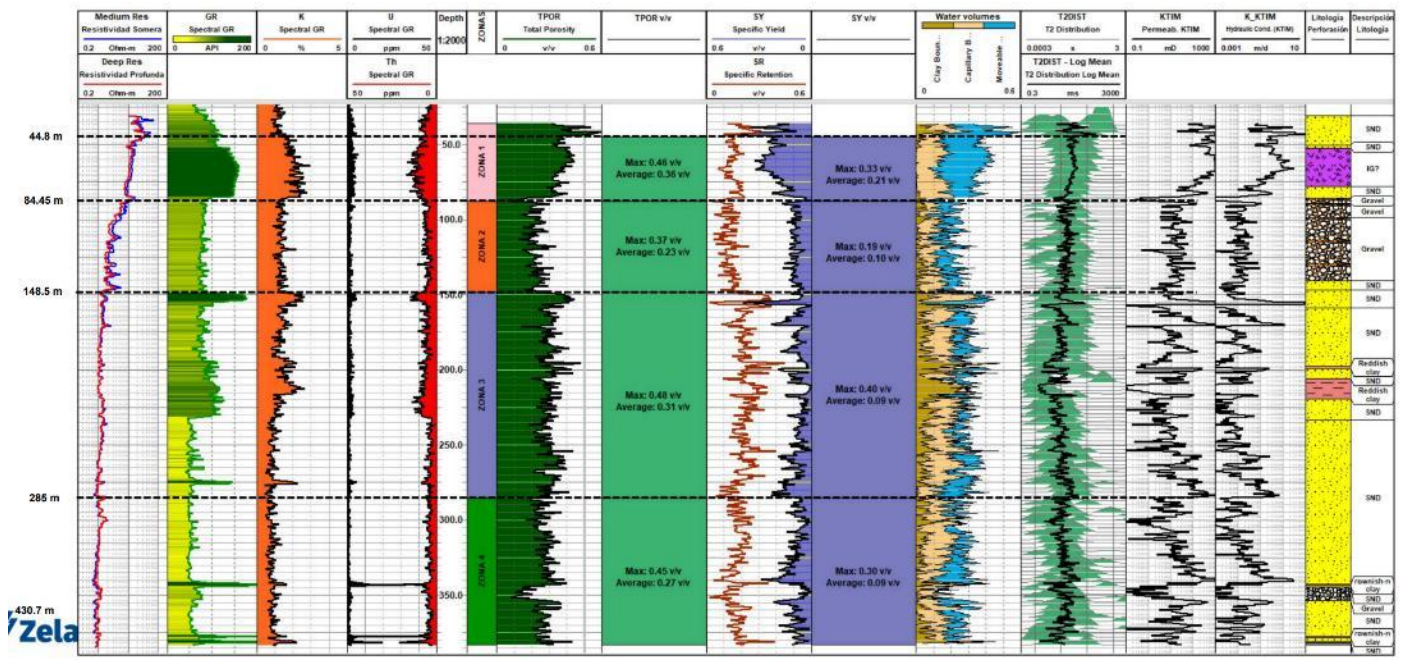 Medium Res
Resistividad Somera
0.2 Ohm-m 200
Deep Res
Resistividad Profunda
0.2 Ohm-m 200
GR
Spectral GR
0 API 200
K
Spectral GR
0 % 5
U
Spectral GR
0 ppm 50
Th
Spectral GR
50 ppm 0
Depth
1:2000
ZONAS
TPOR
Total Porosity
0 v/v 0.6
TPOR v/v
SY
Specific Yield
0.6 v/v 0
SR
Specific Retention
0 v/v 0.6
SY v/v
Water volumes
Clay Boun...
Capillary B...
Moveable ...
0 0.6
T2DIST
T2 Distribution
0.0003 s 3
T2DIST - Log Mean
T2 Distribution Log Mean
0.3 ms 3000
KTIM
Permeab. KTIM
0.1 mD 1000
K_KTIM
Hydraulic Cond. (KTIM)
0.001 m/d 10
Litología
Perforación
Descripción
Litología
44.8 m
84.45 m
148.5 m
285 m
430.7 m
Zela
50.0
100.0
150.0
200.0
250.0
300.0
350.0
ZONA 1
ZONA 2
ZONA 3
ZONA 4
Max: 0.46 v/v
Average: 0.36 v/v
Max: 0.37 v/v
Average: 0.23 v/v
Max: 0.48 v/v
Average: 0.31 v/v
Max: 0.45 v/v
Average: 0.27 v/v
Max: 0.33 v/v
Average: 0.21 v/v
Max: 0.19 v/v
Average: 0.10 v/v
Max: 0.40 v/v
Average: 0.09 v/v
Max: 0.30 v/v
Average: 0.09 v/v
SND
SND
IG?
SND
Gravel
Gravel
Gravel
SND
SND
SND
Reddish
clay
SND
Reddish
clay
SND
SND
rownish-n
clay
SND
Gravel
SND
rownish-n
clay
SND